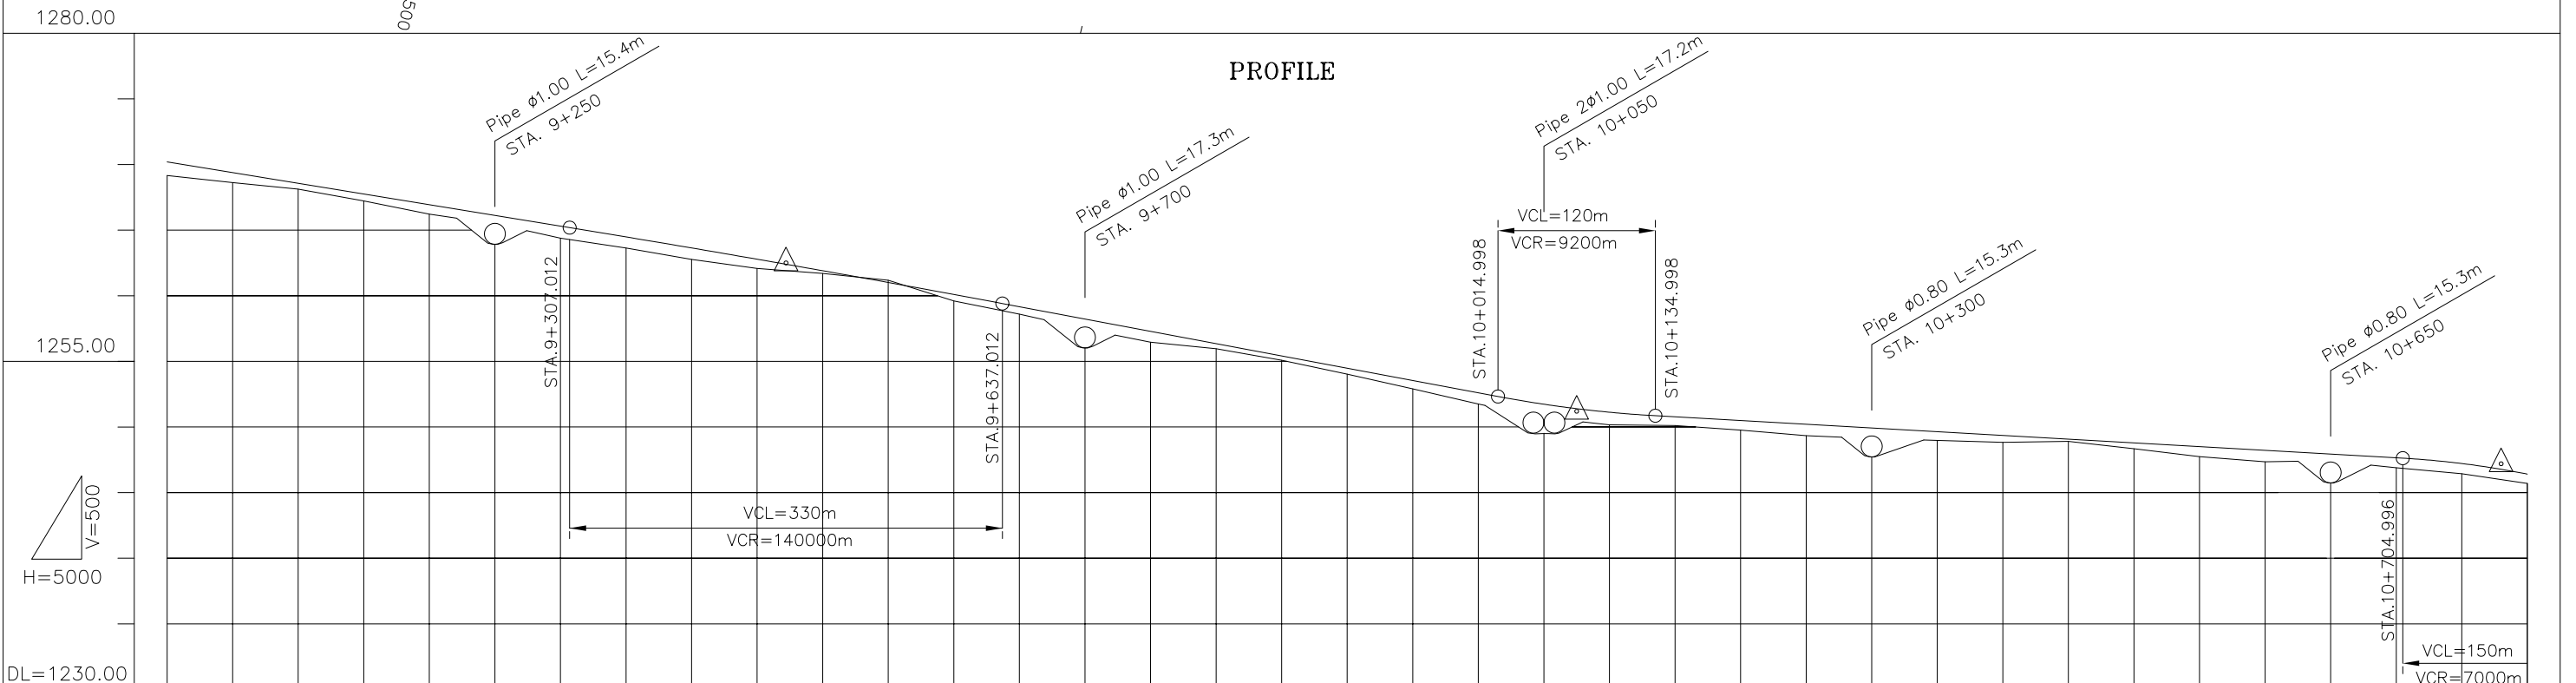 1280.00
500
PROFILE
Pipe ø1.00 L=15.4m
STA. 9+250
Pipe ø1.00 L=17.3m
STA. 9+700
Pipe 2ø1.00 L=17.2m
STA. 10+050
VCL=120m
VCR=9200m
STA.10+014.998
STA.10+134.998
Pipe ø0.80 L=15.3m
STA. 10+300
Pipe ø0.80 L=15.3m
STA. 10+650
STA.9+307.012
STA.9+637.012
1255.00
VCL=330m
VCR=140000m
V=500
H=5000
STA.10+704.996
VCL=150m
VCR=7000m
DL=1230.00